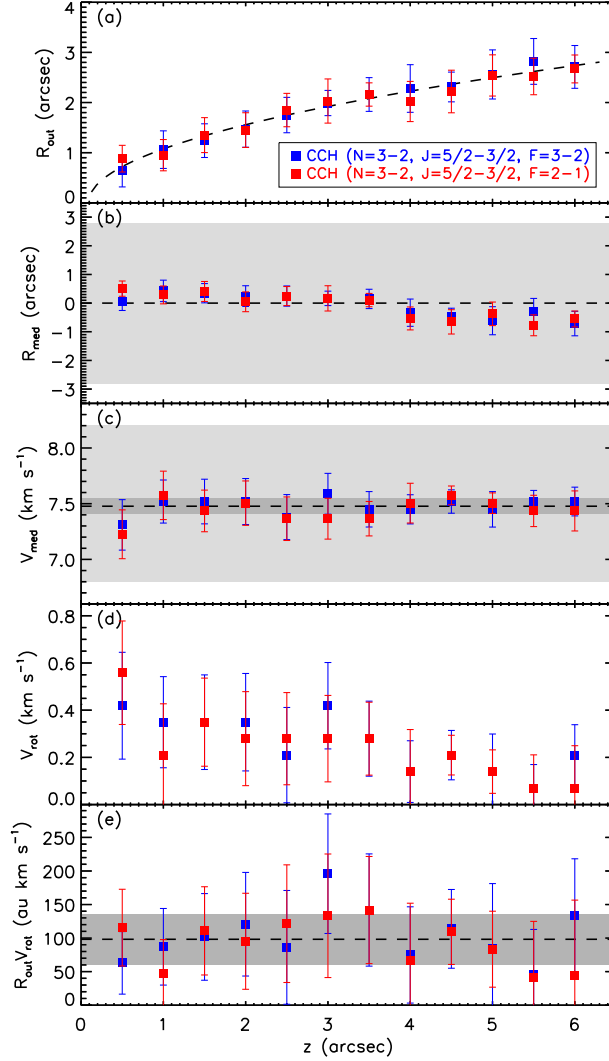 (a)
4
3
2
1
0
R_out (arcsec)
CCH (N=3−2, J=5/2−3/2, F=3−2)
CCH (N=3−2, J=5/2−3/2, F=2−1)
(b)
3
2
1
0
−1
−2
−3
R_med (arcsec)
(c)
8.0
7.5
7.0
V_med (km s⁻¹)
(d)
0.8
0.6
0.4
0.2
0.0
V_rot (km s⁻¹)
(e)
250
200
150
100
50
0
R_out V_rot (au km s⁻¹)
0 1 2 3 4 5 6
z (arcsec)